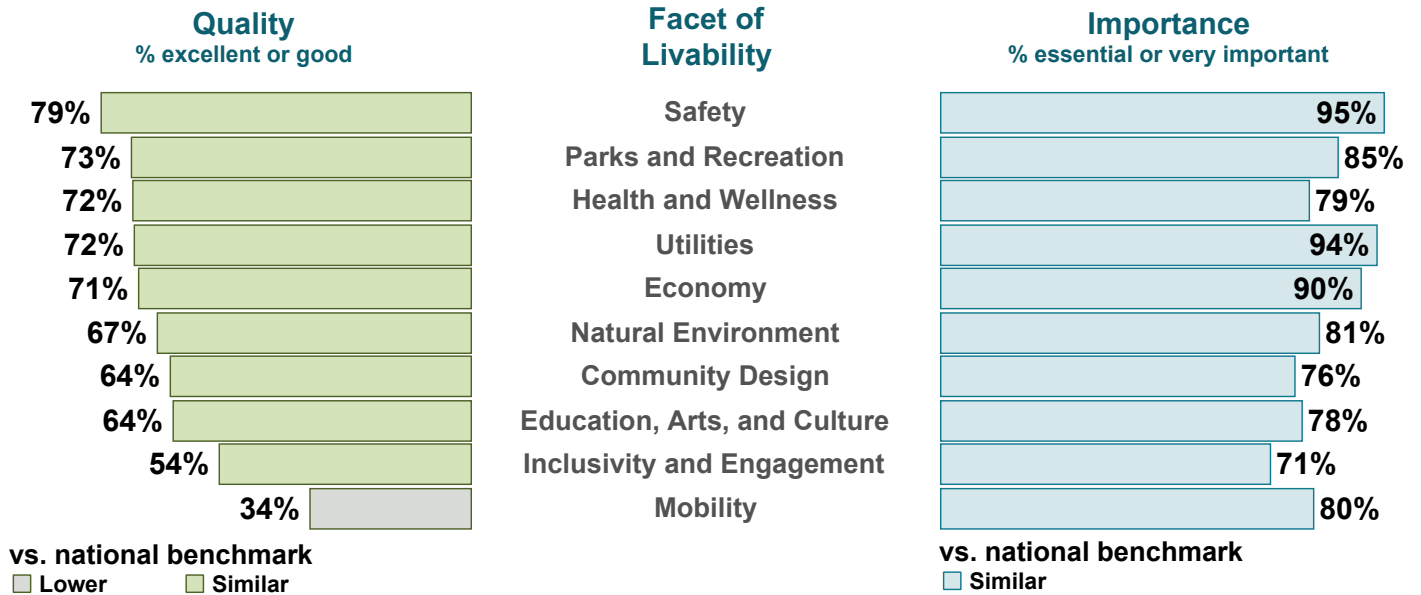 Quality
% excellent or good
Facet of
Livability
Importance
% essential or very important
79% Safety 95%
73% Parks and Recreation 85%
72% Health and Wellness 79%
72% Utilities 94%
71% Economy 90%
67% Natural Environment 81%
64% Community Design 76%
64% Education, Arts, and Culture 78%
54% Inclusivity and Engagement 71%
34% Mobility 80%
vs. national benchmark
Lower Similar
vs. national benchmark
Similar